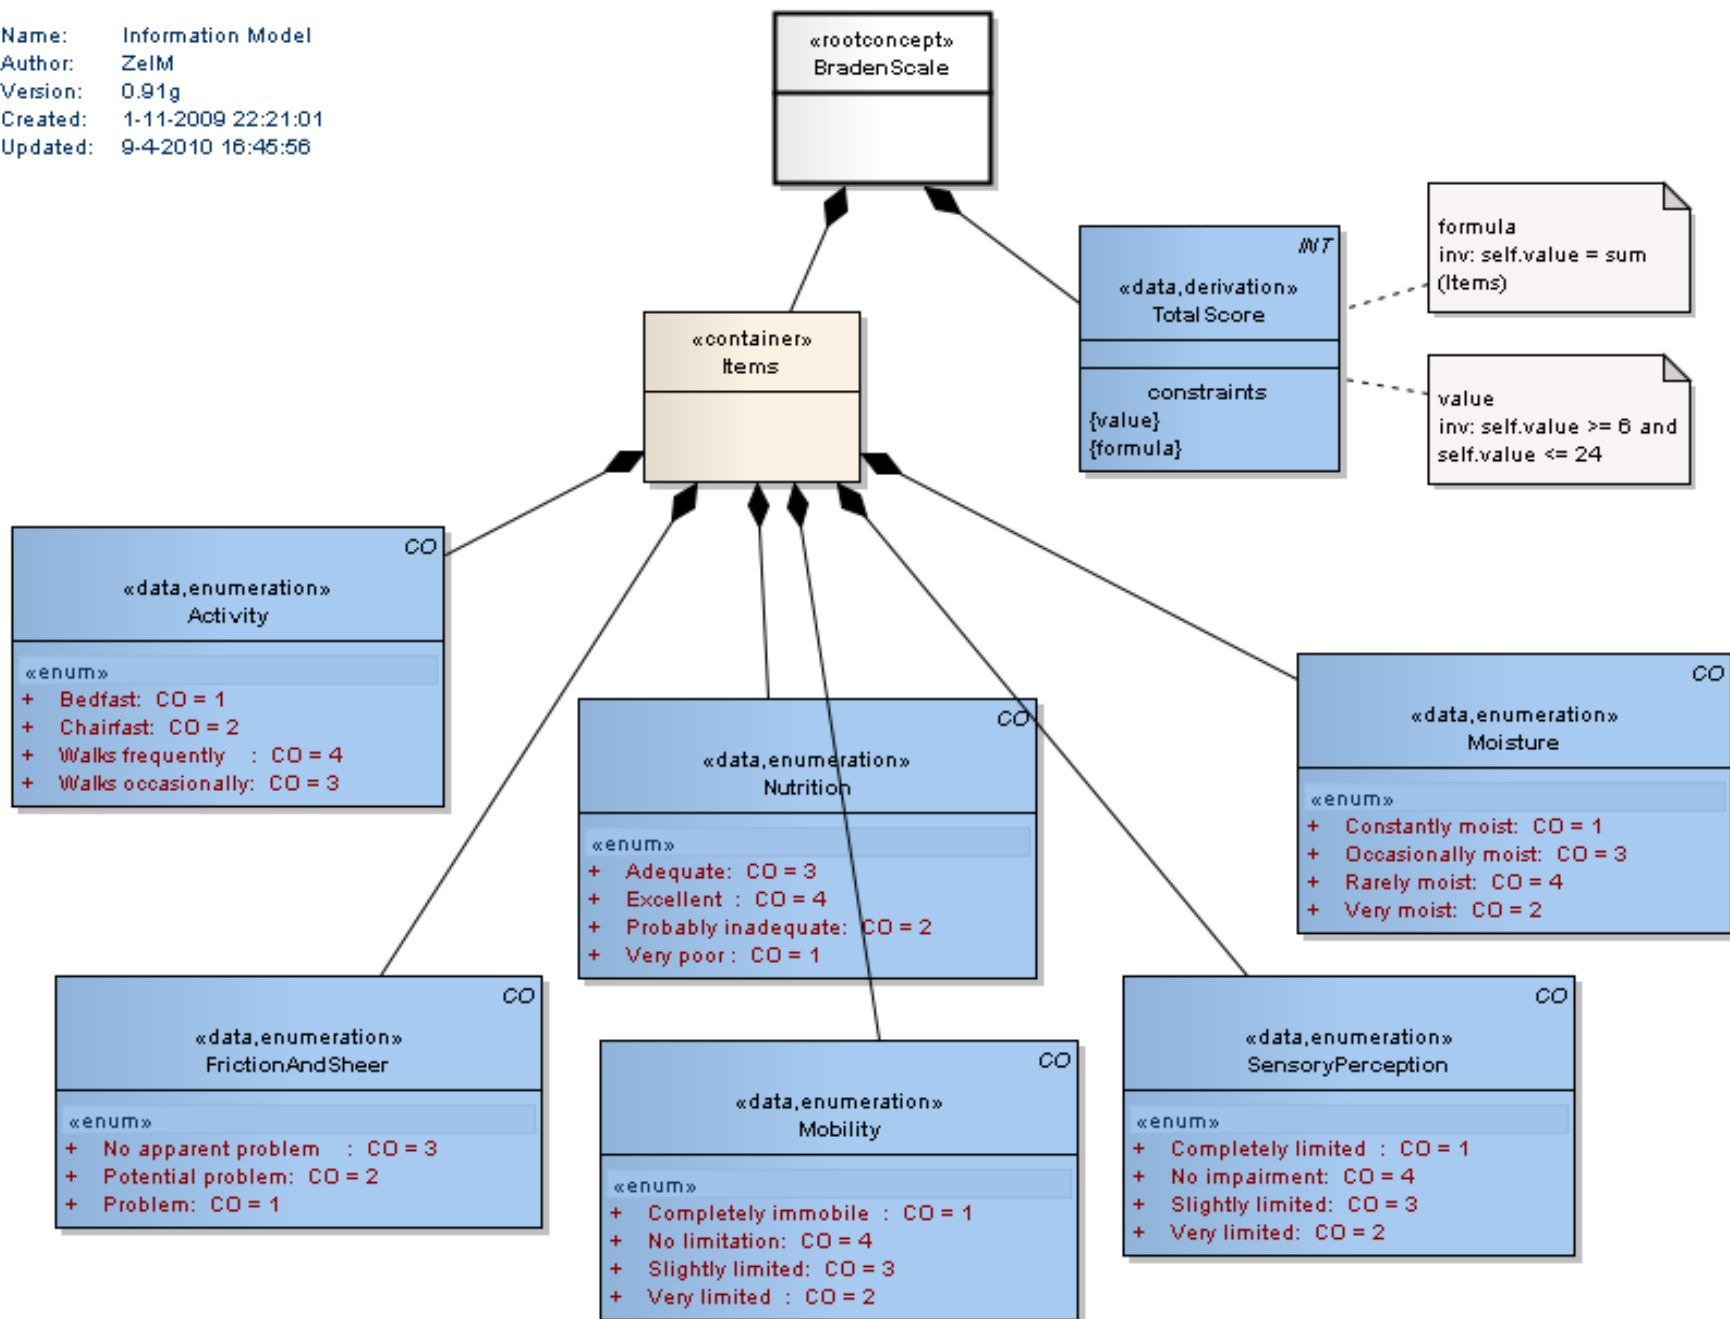 Name: Information Model
Author: ZelM
Version: 0.91g
Created: 1-11-2009 22:21:01
Updated: 9-4-2010 16:45:56
«rootconcept»
BradenScale
INT
«data,derivation»
TotalScore
constraints
{value}
{formula}
formula
inv: self.value = sum
(Items)
value
inv: self.value >= 6 and
self.value <= 24
«container»
Items
CO
«data,enumeration»
Activity
«enum»
+ Bedfast: CO = 1
+ Chairfast: CO = 2
+ Walks frequently : CO = 4
+ Walks occasionally: CO = 3
CO
«data,enumeration»
Nutrition
«enum»
+ Adequate: CO = 3
+ Excellent : CO = 4
+ Probably inadequate: CO = 2
+ Very poor : CO = 1
CO
«data,enumeration»
Moisture
«enum»
+ Constantly moist: CO = 1
+ Occasionally moist: CO = 3
+ Rarely moist: CO = 4
+ Very moist: CO = 2
CO
«data,enumeration»
FrictionAndSheer
«enum»
+ No apparent problem : CO = 3
+ Potential problem: CO = 2
+ Problem: CO = 1
CO
«data,enumeration»
Mobility
«enum»
+ Completely immobile : CO = 1
+ No limitation: CO = 4
+ Slightly limited: CO = 3
+ Very limited : CO = 2
CO
«data,enumeration»
SensoryPerception
«enum»
+ Completely limited : CO = 1
+ No impairment: CO = 4
+ Slightly limited: CO = 3
+ Very limited: CO = 2